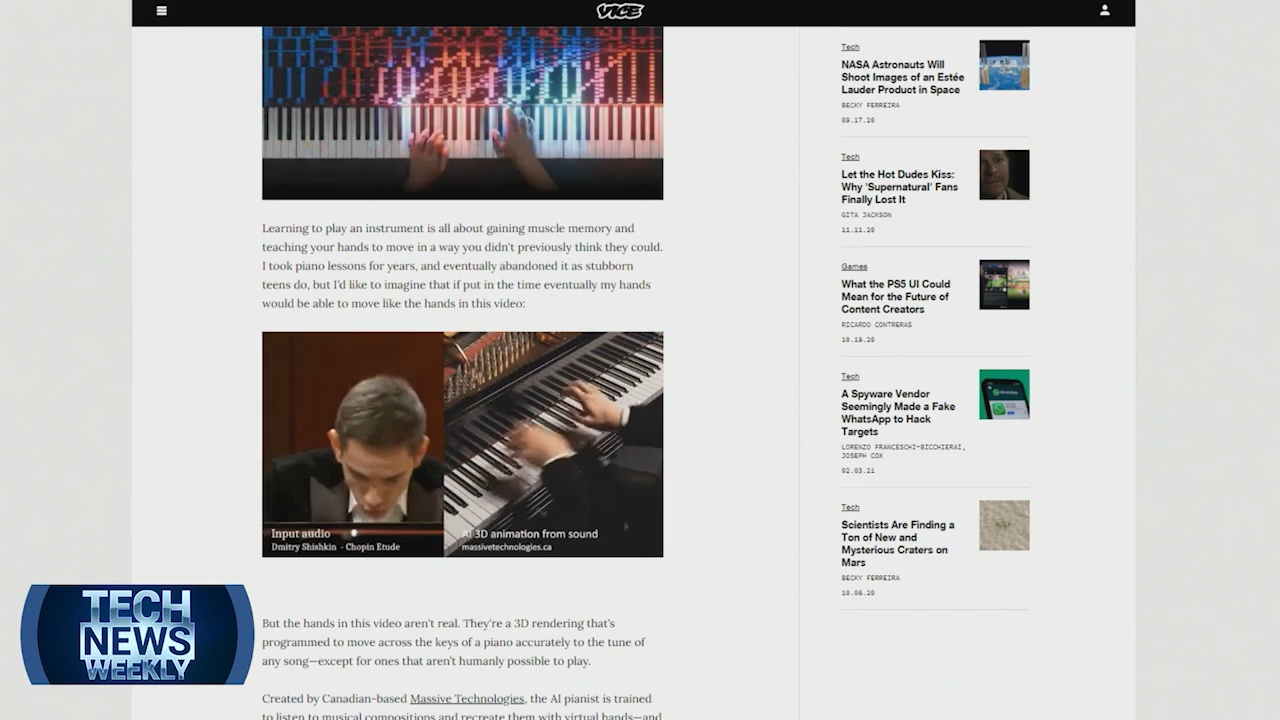 VICE
Learning to play an instrument is all about gaining muscle memory and
teaching your hands to move in a way you didn't previously think they could.
I took piano lessons for years, and eventually abandoned it as stubborn
teens do, but I'd like to imagine that if put in the time eventually my hands
would be able to move like the hands in this video:
Input audio
Dmitry Shishkin - Chopin Etude
AI 3D animation from sound
massivetechnologies.ca
But the hands in this video aren't real. They're a 3D rendering that's
programmed to move across the keys of a piano accurately to the tune of
any song—except for ones that aren't humanly possible to play.
Created by Canadian-based Massive Technologies, the AI pianist is trained
to listen to musical compositions and recreate them with virtual hands—and
Tech
NASA Astronauts Will
Shoot Images of an Estée
Lauder Product in Space
BECKY FERREIRA
09.17.20
Tech
Let the Hot Dudes Kiss:
Why 'Supernatural' Fans
Finally Lost It
GITA JACKSON
11.11.20
Games
What the PS5 UI Could
Mean for the Future of
Content Creators
RICARDO CONTRERAS
10.19.20
Tech
A Spyware Vendor
Seemingly Made a Fake
WhatsApp to Hack
Targets
LORENZO FRANCESCHI-BICCHIERAI,
JOSEPH COX
02.03.21
Tech
Scientists Are Finding a
Ton of New and
Mysterious Craters on
Mars
BECKY FERREIRA
10.08.20
TECH
NEWS
WEEKLY